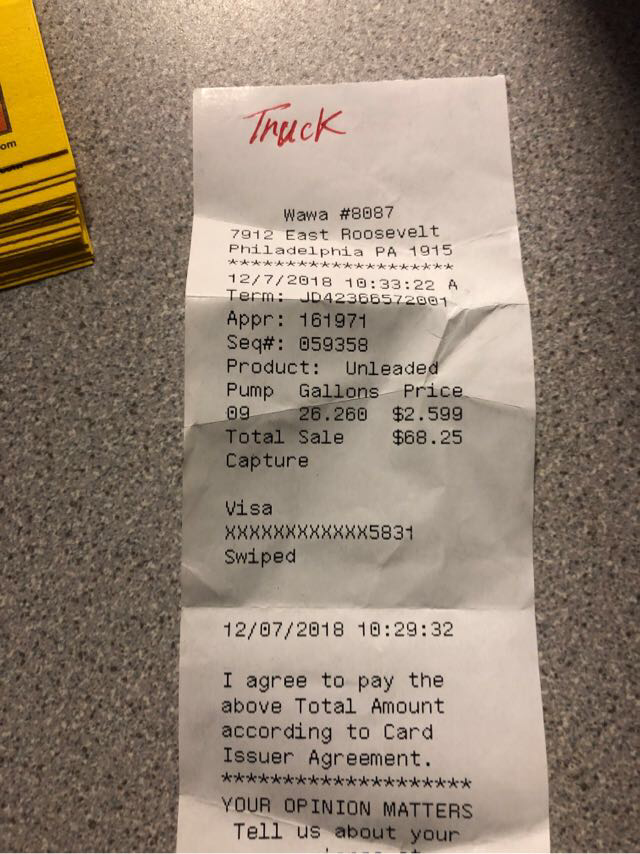 om
Truck
Wawa #8087
7912 East Roosevelt
Philadelphia PA 1915
********************
12/7/2018 10:33:22 A
Term: JD42366572001
Appr: 161971
Seq#: 059358
Product: Unleaded
Pump Gallons Price
09 26.260 $2.599
Total Sale $68.25
Capture
Visa
XXXXXXXXXXXX5831
Swiped
12/07/2018 10:29:32
I agree to pay the
above Total Amount
according to Card
Issuer Agreement.
********************
YOUR OPINION MATTERS
Tell us about your